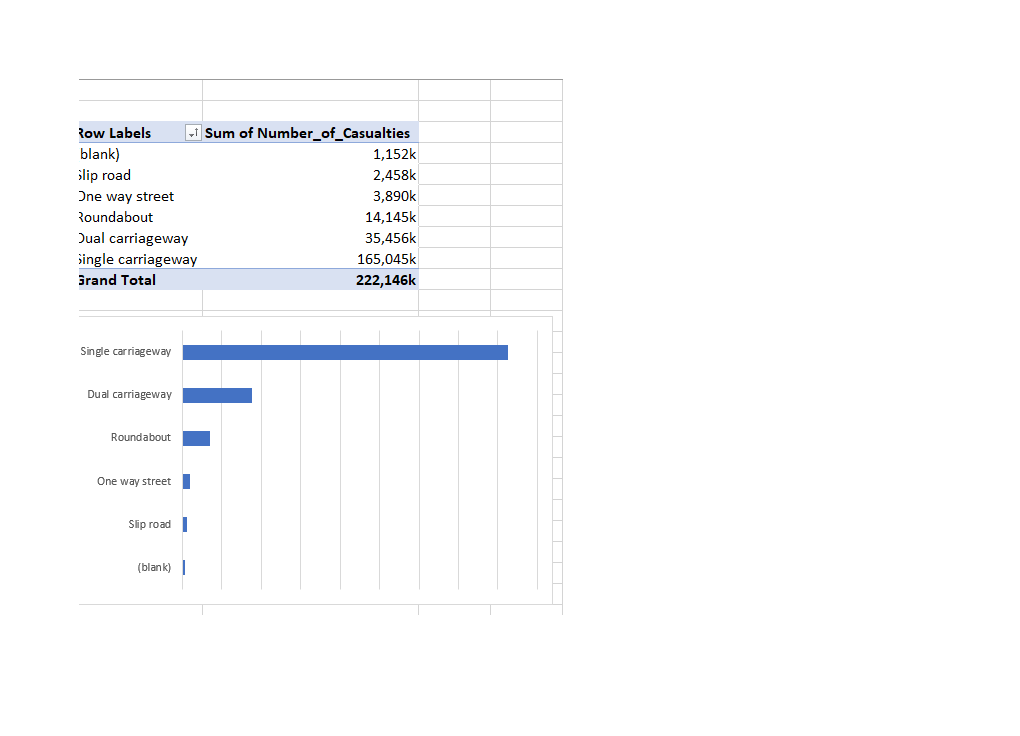 Row Labels Sum of Number_of_Casualties
blank) 1,152k
Slip road 2,458k
One way street 3,890k
Roundabout 14,145k
Dual carriageway 35,456k
Single carriageway 165,045k
Grand Total 222,146k
Single carriageway
Dual carriageway
Roundabout
One way street
Slip road
(blank)